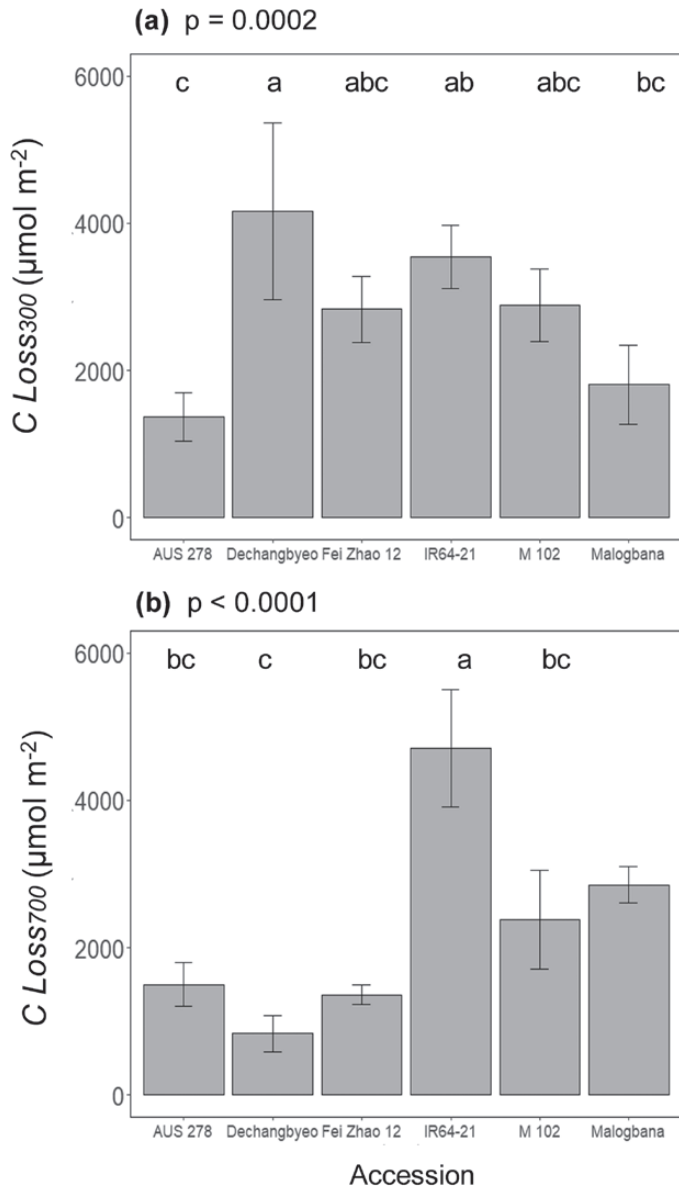 (a) p = 0.0002
6000
c a abc ab abc bc
4000
2000
0
C Loss300 (µmol m-2)
AUS 278 Dechangbyeo Fei Zhao 12 IR64-21 M 102 Malogbana
(b) p < 0.0001
6000
bc c bc a bc
4000
2000
0
C Loss700 (µmol m-2)
AUS 278 Dechangbyeo Fei Zhao 12 IR64-21 M 102 Malogbana
Accession